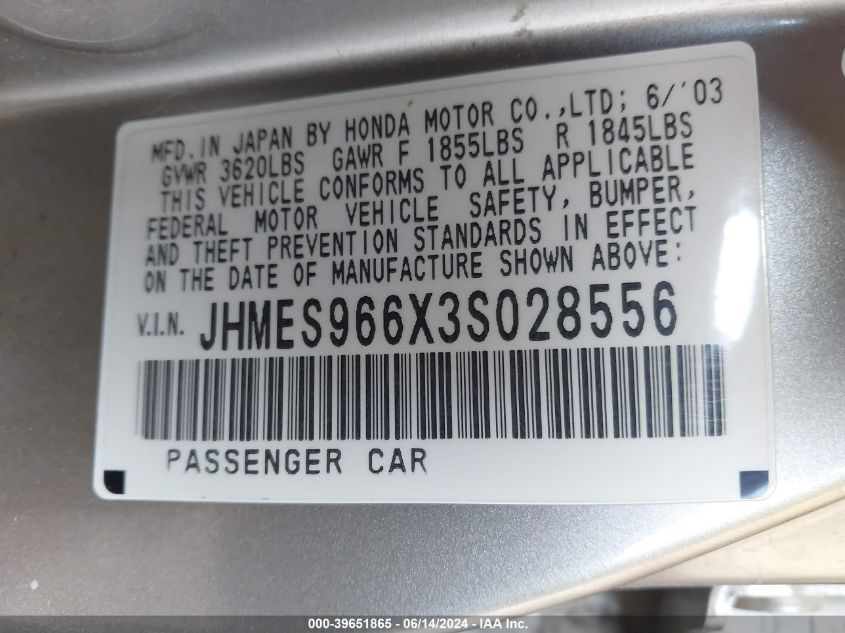 MFD. IN JAPAN BY HONDA MOTOR CO.,LTD; 6/'03
GVWR 3620LBS GAWR F 1855LBS R 1845LBS
THIS VEHICLE CONFORMS TO ALL APPLICABLE
FEDERAL MOTOR VEHICLE SAFETY, BUMPER,
AND THEFT PREVENTION STANDARDS IN EFFECT
ON THE DATE OF MANUFACTURE SHOWN ABOVE:
V.I.N. JHMES966X3S028556
PASSENGER CAR
000-39651865 - 06/14/2024 - IAA Inc.